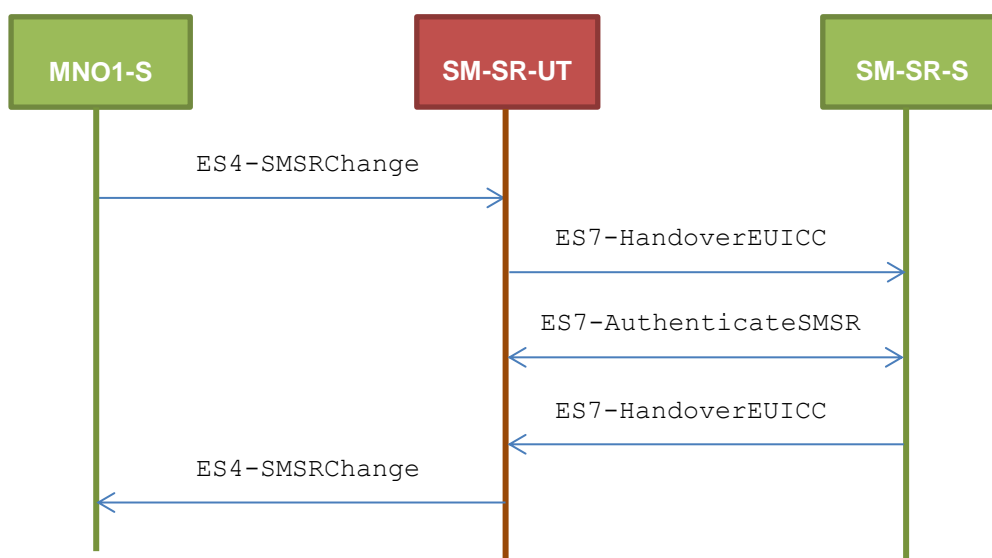 MNO1-S
SM-SR-UT
SM-SR-S
ES4-SMSRChange
ES7-HandoverEUICC
ES7-AuthenticateSMSR
ES7-HandoverEUICC
ES4-SMSRChange